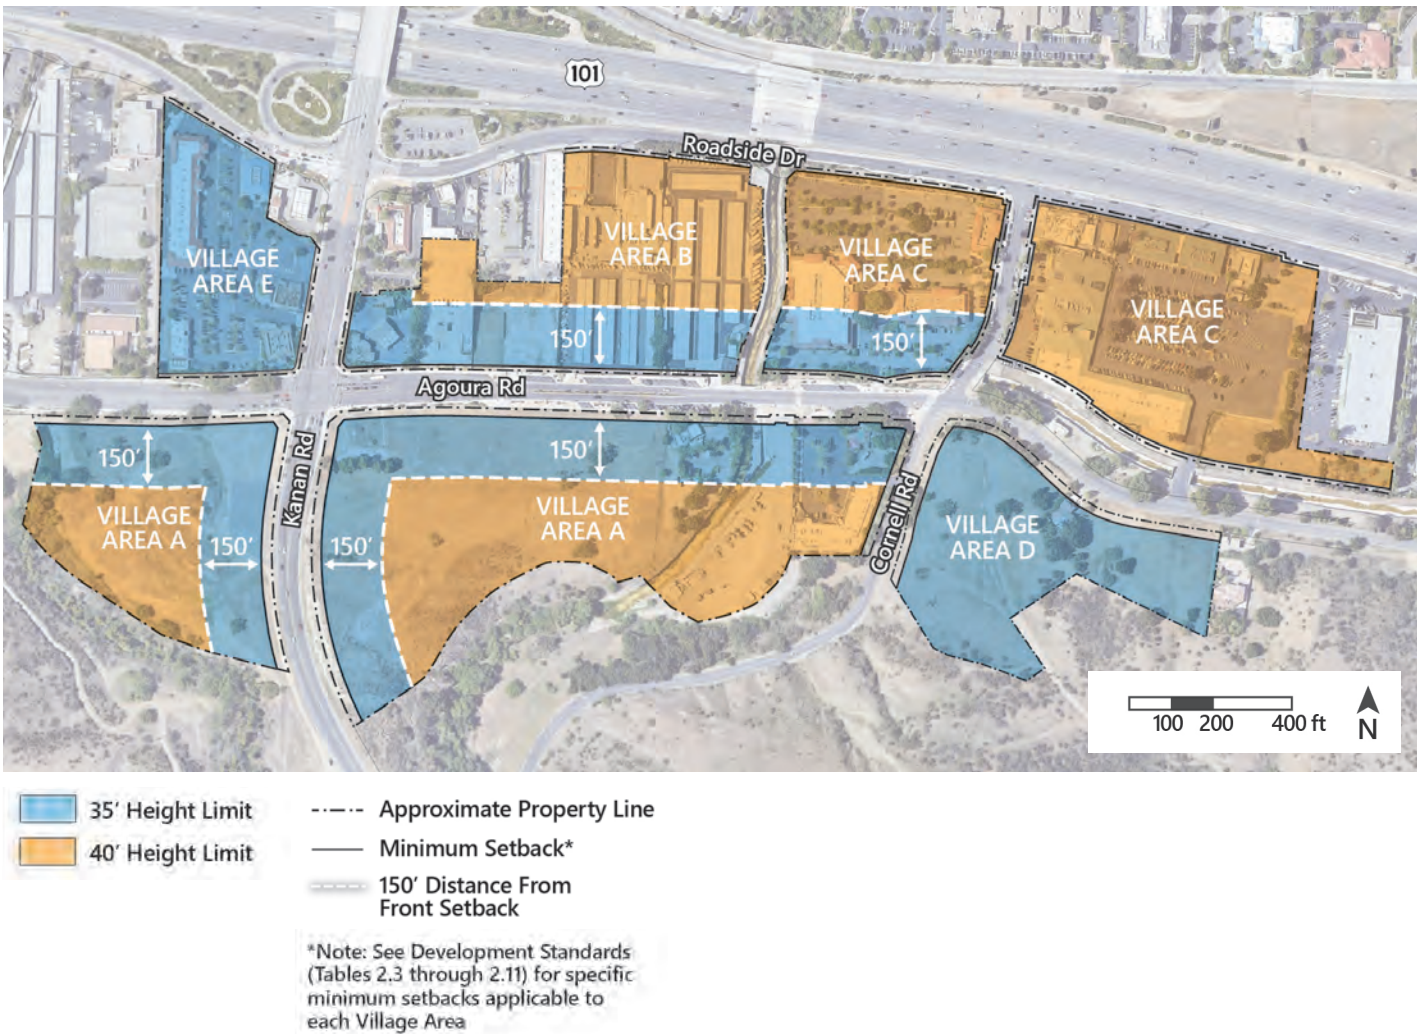 101
Roadside Dr
VILLAGE
AREA E
VILLAGE
AREA B
VILLAGE
AREA C
VILLAGE
AREA C
150'
150'
Agoura Rd
150'
150'
Kanan Rd
VILLAGE
AREA A
150'
150'
VILLAGE
AREA A
Cornell Rd
VILLAGE
AREA D
100 200 400 ft
N
35' Height Limit
40' Height Limit
Approximate Property Line
Minimum Setback*
150' Distance From
Front Setback
*Note: See Development Standards
(Tables 2.3 through 2.11) for specific
minimum setbacks applicable to
each Village Area